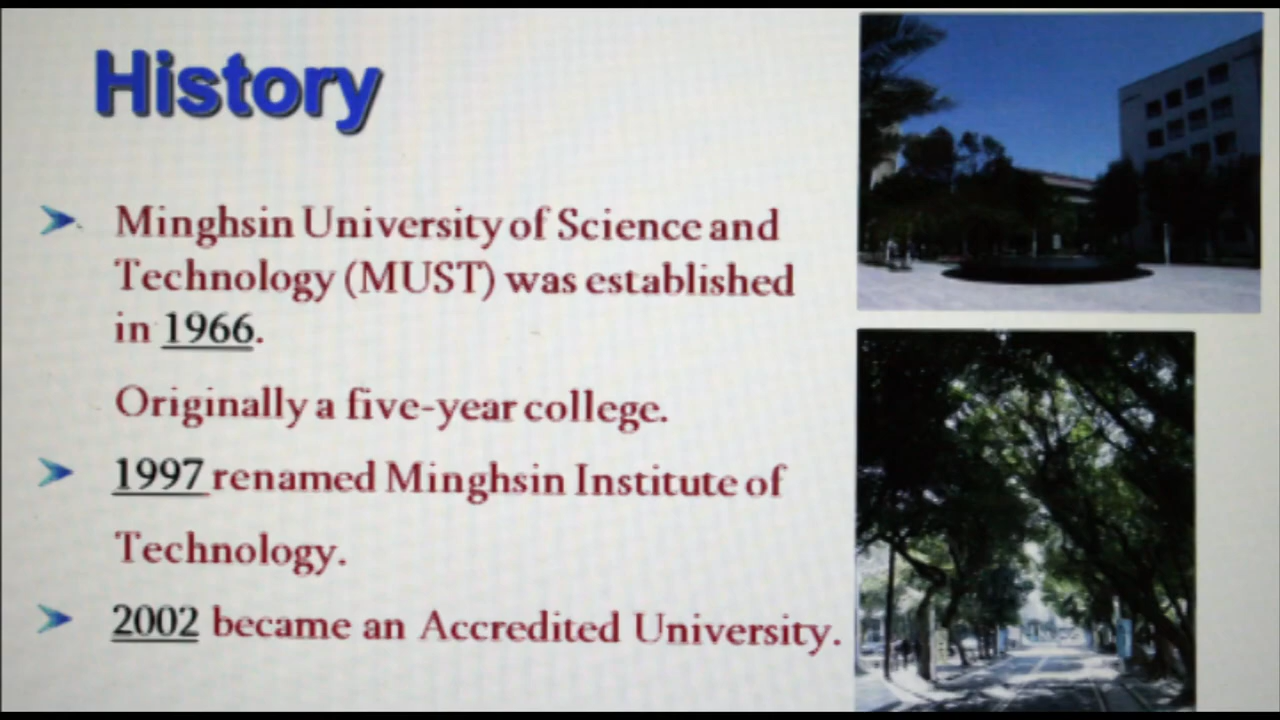 History
Minghsin University of Science and
Technology (MUST) was established
in 1966.
Originally a five-year college.
1997 renamed Minghsin Institute of
Technology.
2002 became an Accredited University.